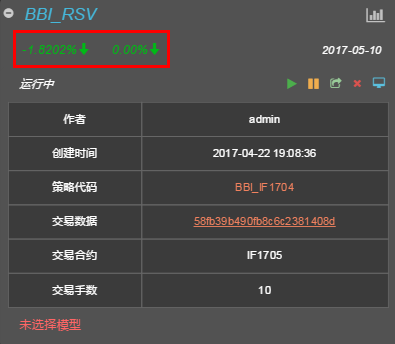 BBI_RSV
-1.8202% 0.00% 2017-05-10
运行中
作者 admin
创建时间 2017-04-22 19:08:36
策略代码 BBI_IF1704
交易数据 58fb39b490fb8c6c2381408d
交易合约 IF1705
交易手数 10
未选择模型